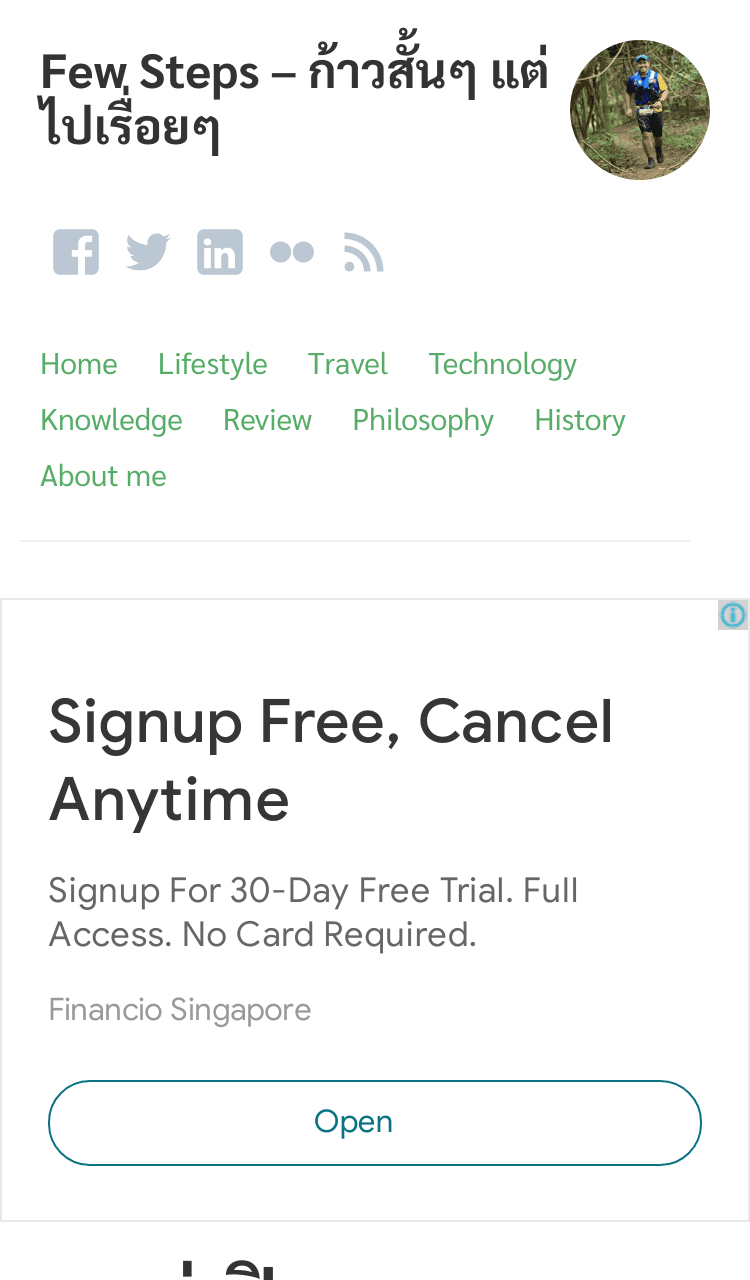 Few Steps – ก้าวสั้นๆ แต่
ไปเรื่อยๆ
Home Lifestyle Travel Technology
Knowledge Review Philosophy History
About me
Signup Free, Cancel
Anytime
Signup For 30-Day Free Trial. Full
Access. No Card Required.
Financio Singapore
Open